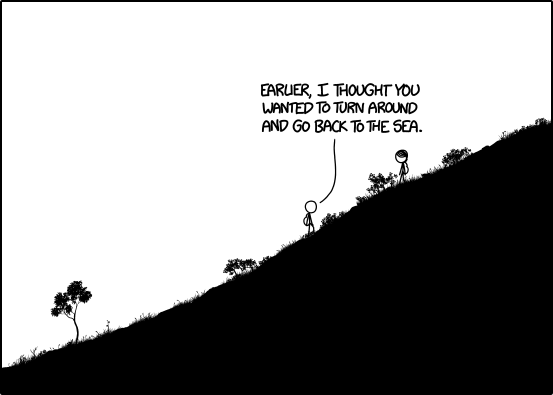 EARLIER, I THOUGHT YOU
WANTED TO TURN AROUND
AND GO BACK TO THE SEA.